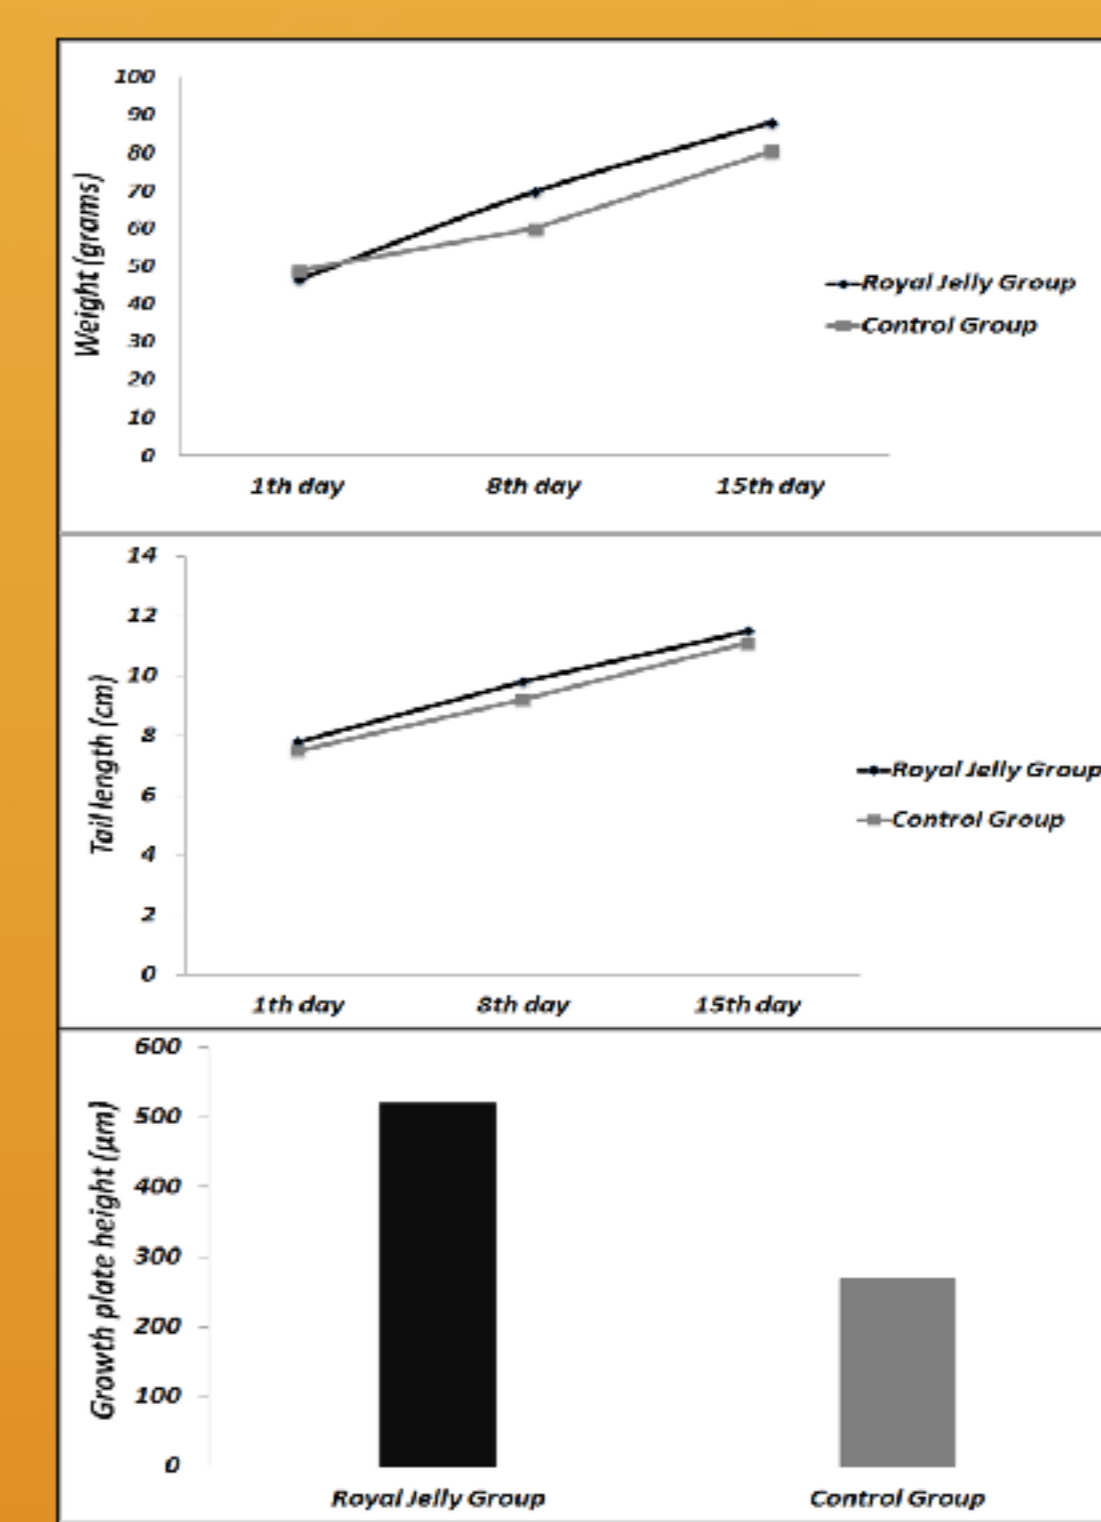 Weight (grams)
100
90
80
70
60
50
40
30
20
10
0
1th day 8th day 15th day
Royal Jelly Group
Control Group
Tail length (cm)
14
12
10
8
6
4
2
0
1th day 8th day 15th day
Royal Jelly Group
Control Group
Growth plate height (µm)
600
500
400
300
200
100
0
Royal Jelly Group Control Group